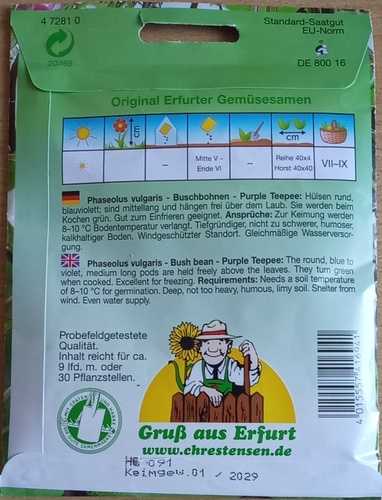 4 7281 0
Standard-Saatgut
EU-Norm
20165
DE 800 16
Original Erfurter Gemüsesamen
cm
cm
–
–
Mitte V -
Ende VI
–
Reihe 40x4
Horst 40x40
VII–IX
Phaseolus vulgaris - Buschbohnen - Purple Teepee: Hülsen rund,
blauviolett; sind mittellang und hängen frei über dem Laub. Sie werden beim
Kochen grün. Gut zum Einfrieren geeignet. Ansprüche: Zur Keimung werden
8–10 °C Bodentemperatur verlangt. Tiefgründiger, nicht zu schwerer, humoser,
kalkhaltiger Boden. Windgeschützter Standort. Gleichmäßige Wasserversor-
gung.
Phaseolus vulgaris - Bush bean - Purple Teepee: The round, blue to
violet, medium long pods are held freely above the leaves. They turn green
when cooked. Excellent for freezing. Requirements: Needs a soil temperature
of 8–10 °C for germination. Deep, not too heavy, humous, limy soil. Shelter from
wind. Even water supply.
Probefeldgetestete
Qualität.
Inhalt reicht für ca.
9 lfd. m. oder
30 Pflanzstellen.
4 015557 416941
Gruß aus Erfurt
www.chrestensen.de
HG 091
Keimgew.01 / 2029